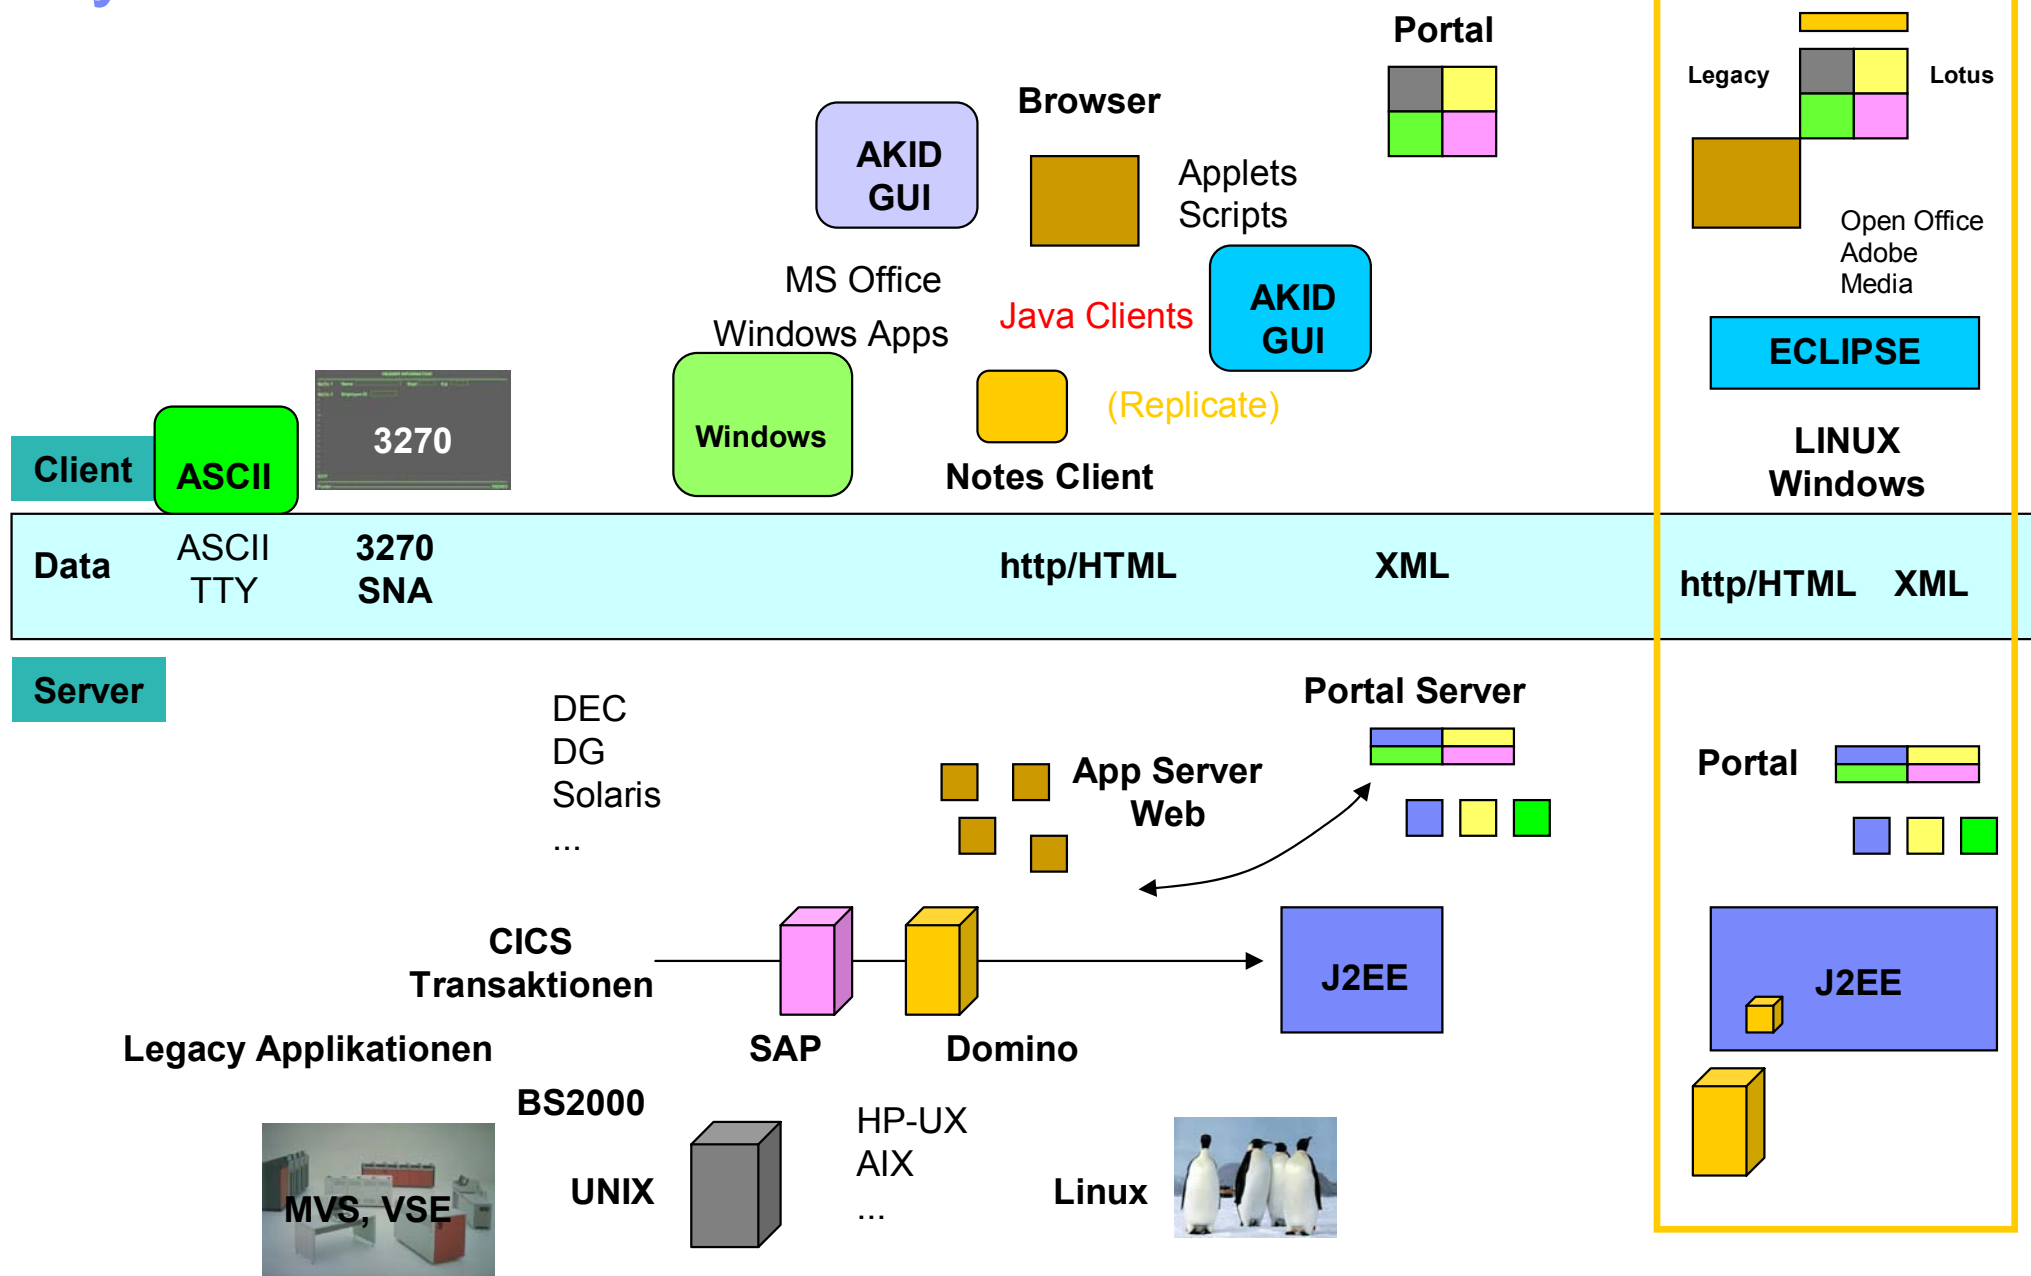 Portal
Legacy
Lotus
Browser
AKID
GUI
Applets
Scripts
Open Office
Adobe
Media
MS Office
Windows Apps
Java Clients
AKID
GUI
ECLIPSE
3270
Windows
(Replicate)
Notes Client
LINUX
Windows
Client
ASCII
Data
ASCII
TTY
3270
SNA
http/HTML
XML
http/HTML
XML
Server
DEC
DG
Solaris
...
Portal Server
App Server
Web
Portal
CICS
Transaktionen
J2EE
J2EE
Legacy Applikationen
SAP
Domino
BS2000
MVS, VSE
UNIX
HP-UX
AIX
...
Linux